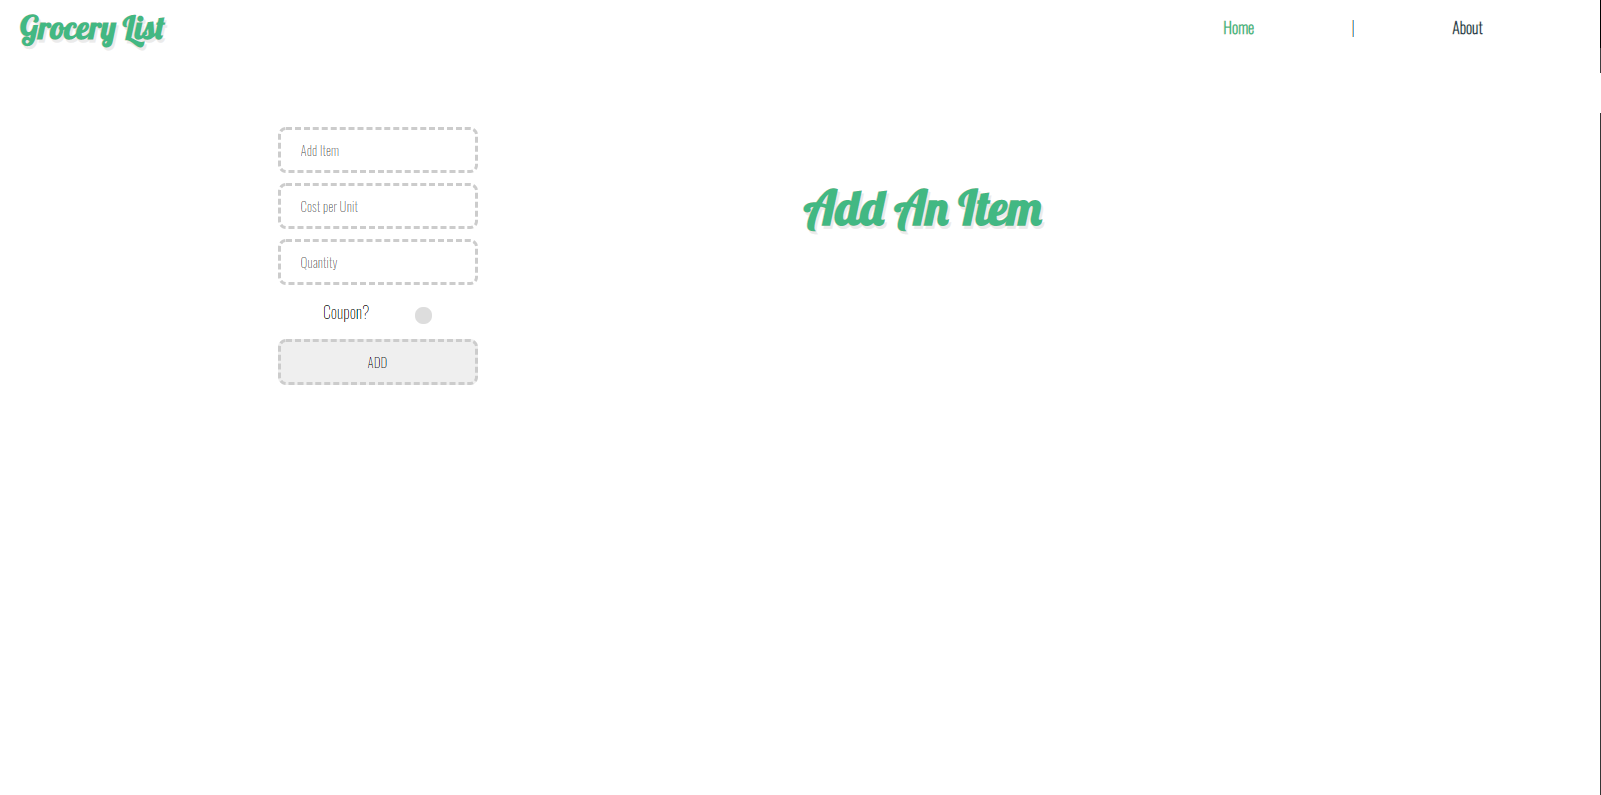 Grocery List
Home | About
Add Item
Cost per Unit
Quantity
Coupon?
ADD
Add An Item